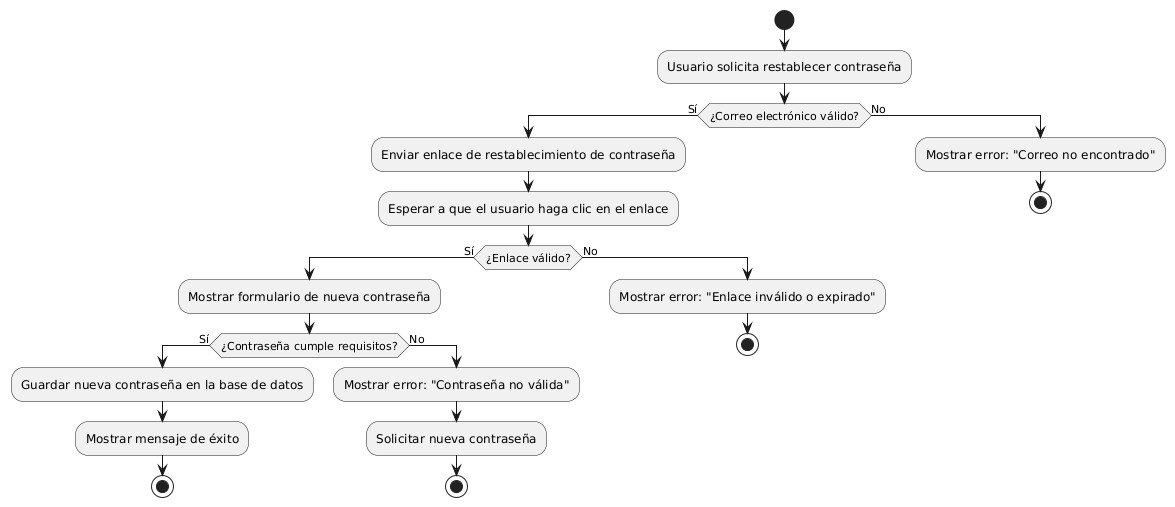 Usuario solicita restablecer contraseña
Sí
¿Correo electrónico válido?
No
Enviar enlace de restablecimiento de contraseña
Mostrar error: "Correo no encontrado"
Esperar a que el usuario haga clic en el enlace
Sí
¿Enlace válido?
No
Mostrar formulario de nueva contraseña
Mostrar error: "Enlace inválido o expirado"
Sí
¿Contraseña cumple requisitos?
No
Guardar nueva contraseña en la base de datos
Mostrar error: "Contraseña no válida"
Mostrar mensaje de éxito
Solicitar nueva contraseña